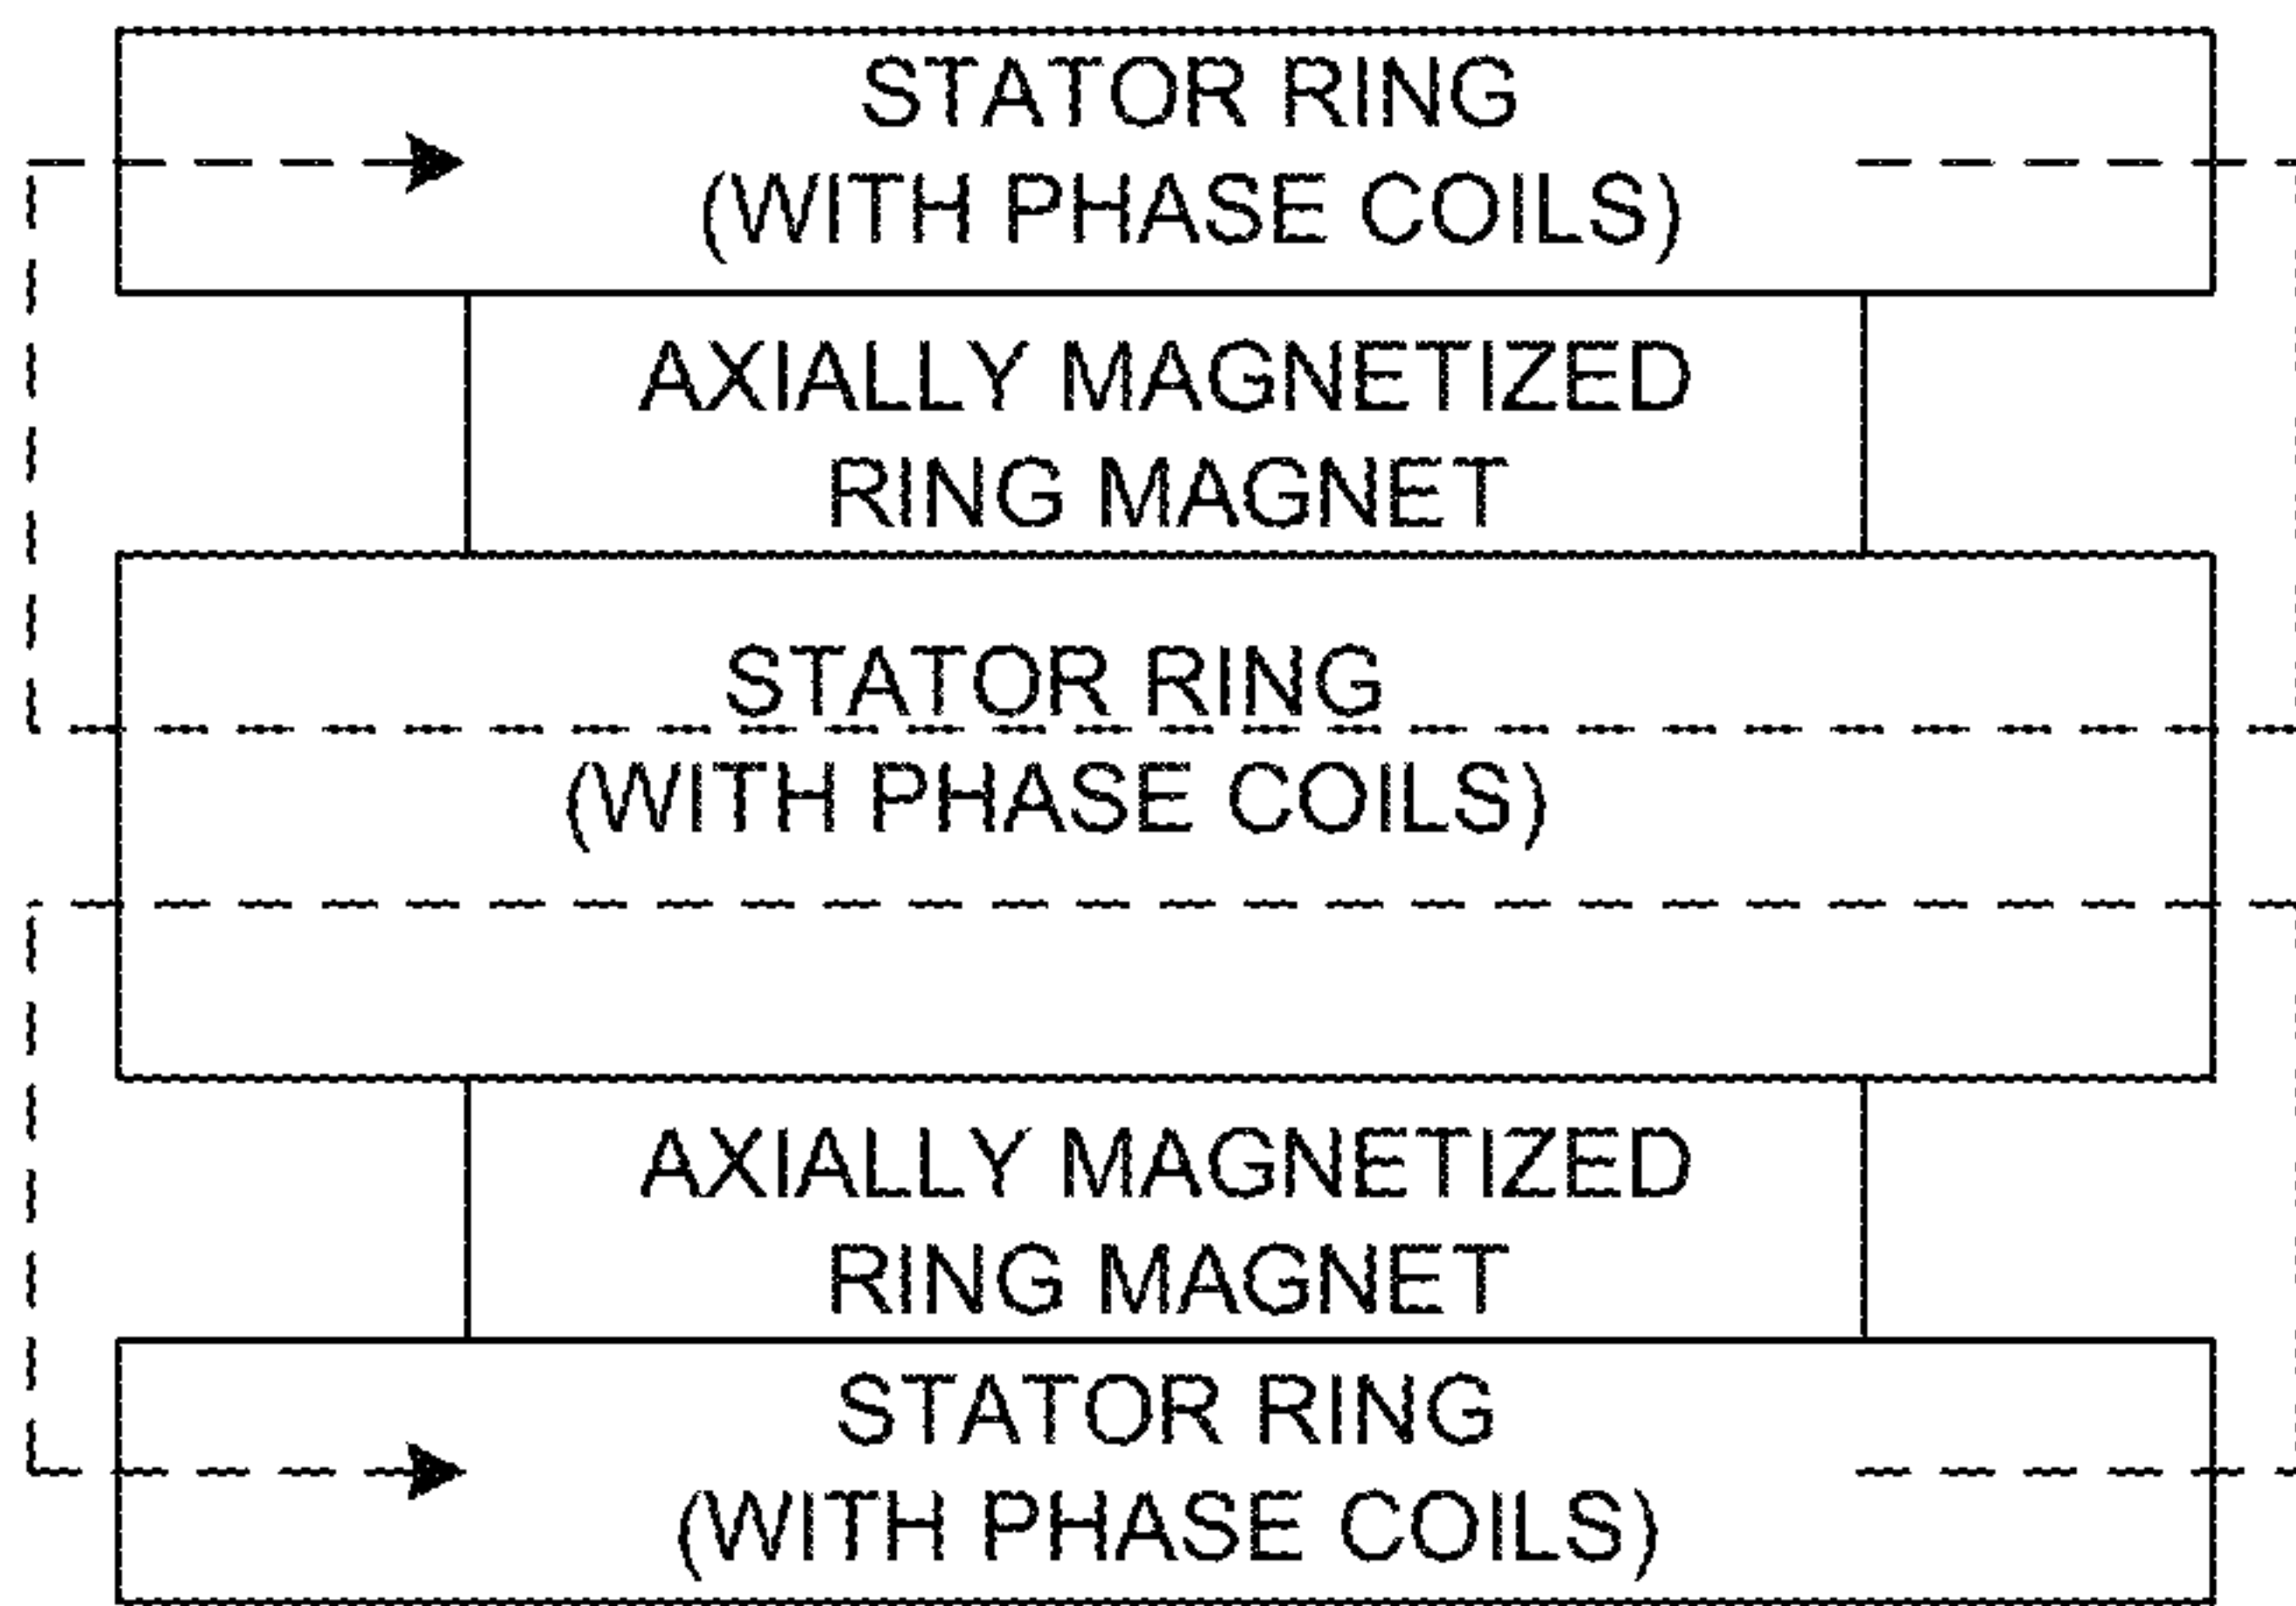 STATOR RING
(WITH PHASE COILS)
AXIALLY MAGNETIZED
RING MAGNET
STATOR RING
(WITH PHASE COILS)
AXIALLY MAGNETIZED
RING MAGNET
STATOR RING
(WITH PHASE COILS)